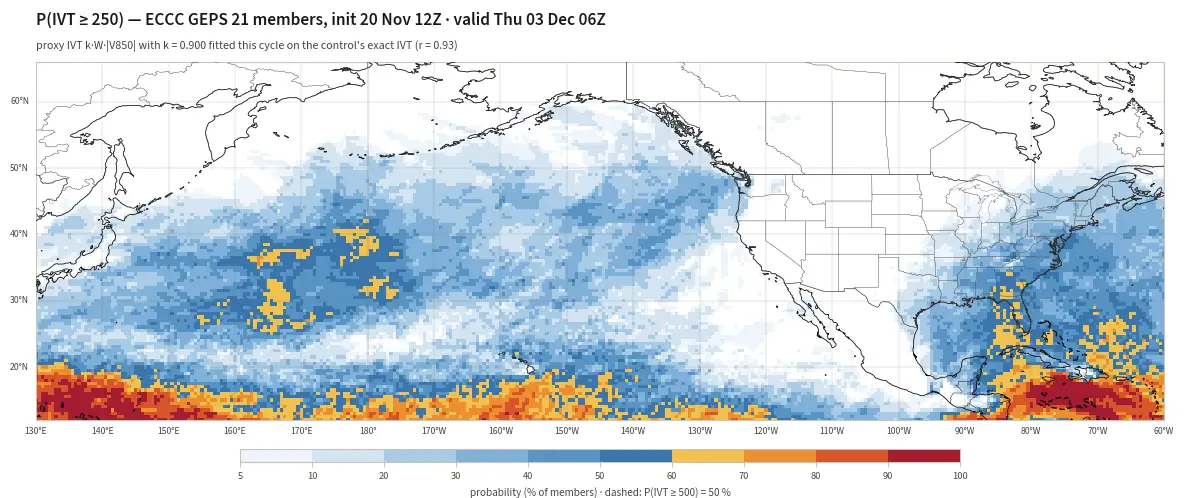 P(IVT ≥ 250) — ECCC GEPS 21 members, init 20 Nov 12Z · valid Thu 03 Dec 06Z
proxy IVT k·W·|V850| with k = 0.900 fitted this cycle on the control's exact IVT (r = 0.93)
60°N
50°N
40°N
30°N
20°N
130°E 140°E 150°E 160°E 170°E 180° 170°W 160°W 150°W 140°W 130°W 120°W 110°W 100°W 90°W 80°W 70°W 60°W
5 10 20 30 40 50 60 70 80 90 100
probability (% of members) · dashed: P(IVT ≥ 500) = 50 %